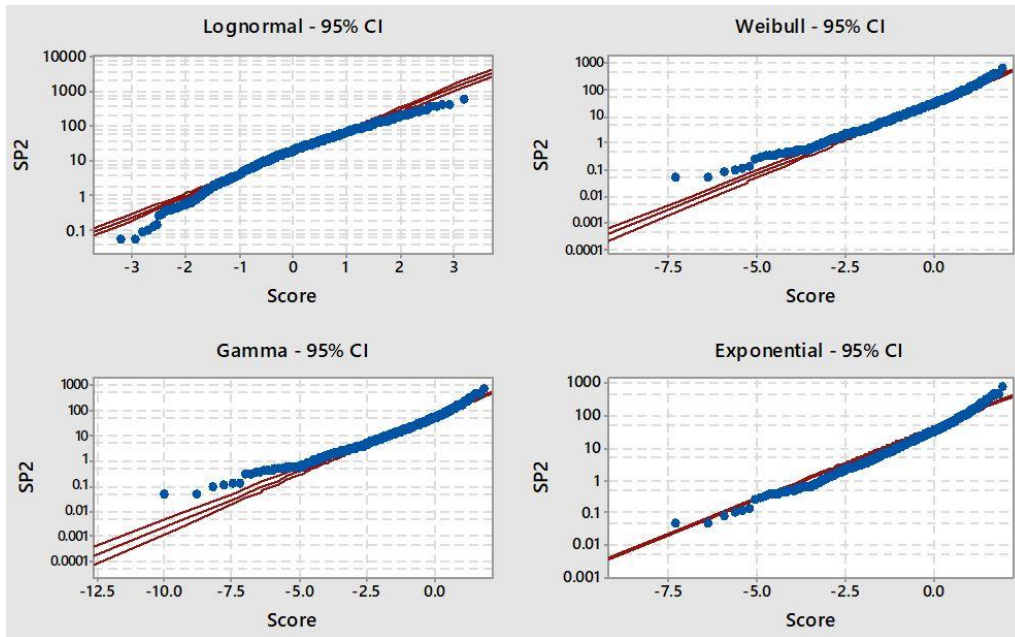 Lognormal - 95% CI
10000
1000
100
10
1
0.1
SP2
-3 -2 -1 0 1 2 3
Score
Weibull - 95% CI
1000
100
10
1
0.1
0.01
0.001
0.0001
SP2
-7.5 -5.0 -2.5 0.0
Score
Gamma - 95% CI
1000
100
10
1
0.1
0.01
0.001
0.0001
SP2
-12.5 -10.0 -7.5 -5.0 -2.5 0.0
Score
Exponential - 95% CI
1000
100
10
1
0.1
0.01
0.001
SP2
-7.5 -5.0 -2.5 0.0
Score